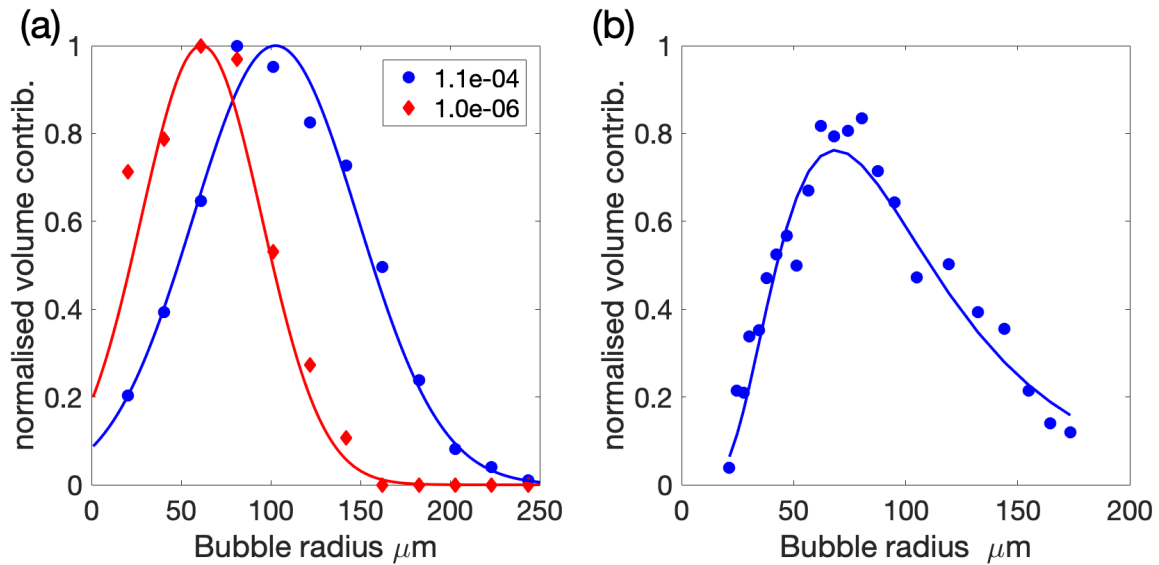 (a)
normalised volume contrib.
1
0.8
0.6
0.4
0.2
0
0 50 100 150 200 250
Bubble radius μm
1.1e-04
1.0e-06
(b)
normalised volume contrib.
1
0.8
0.6
0.4
0.2
0
0 50 100 150 200
Bubble radius μm